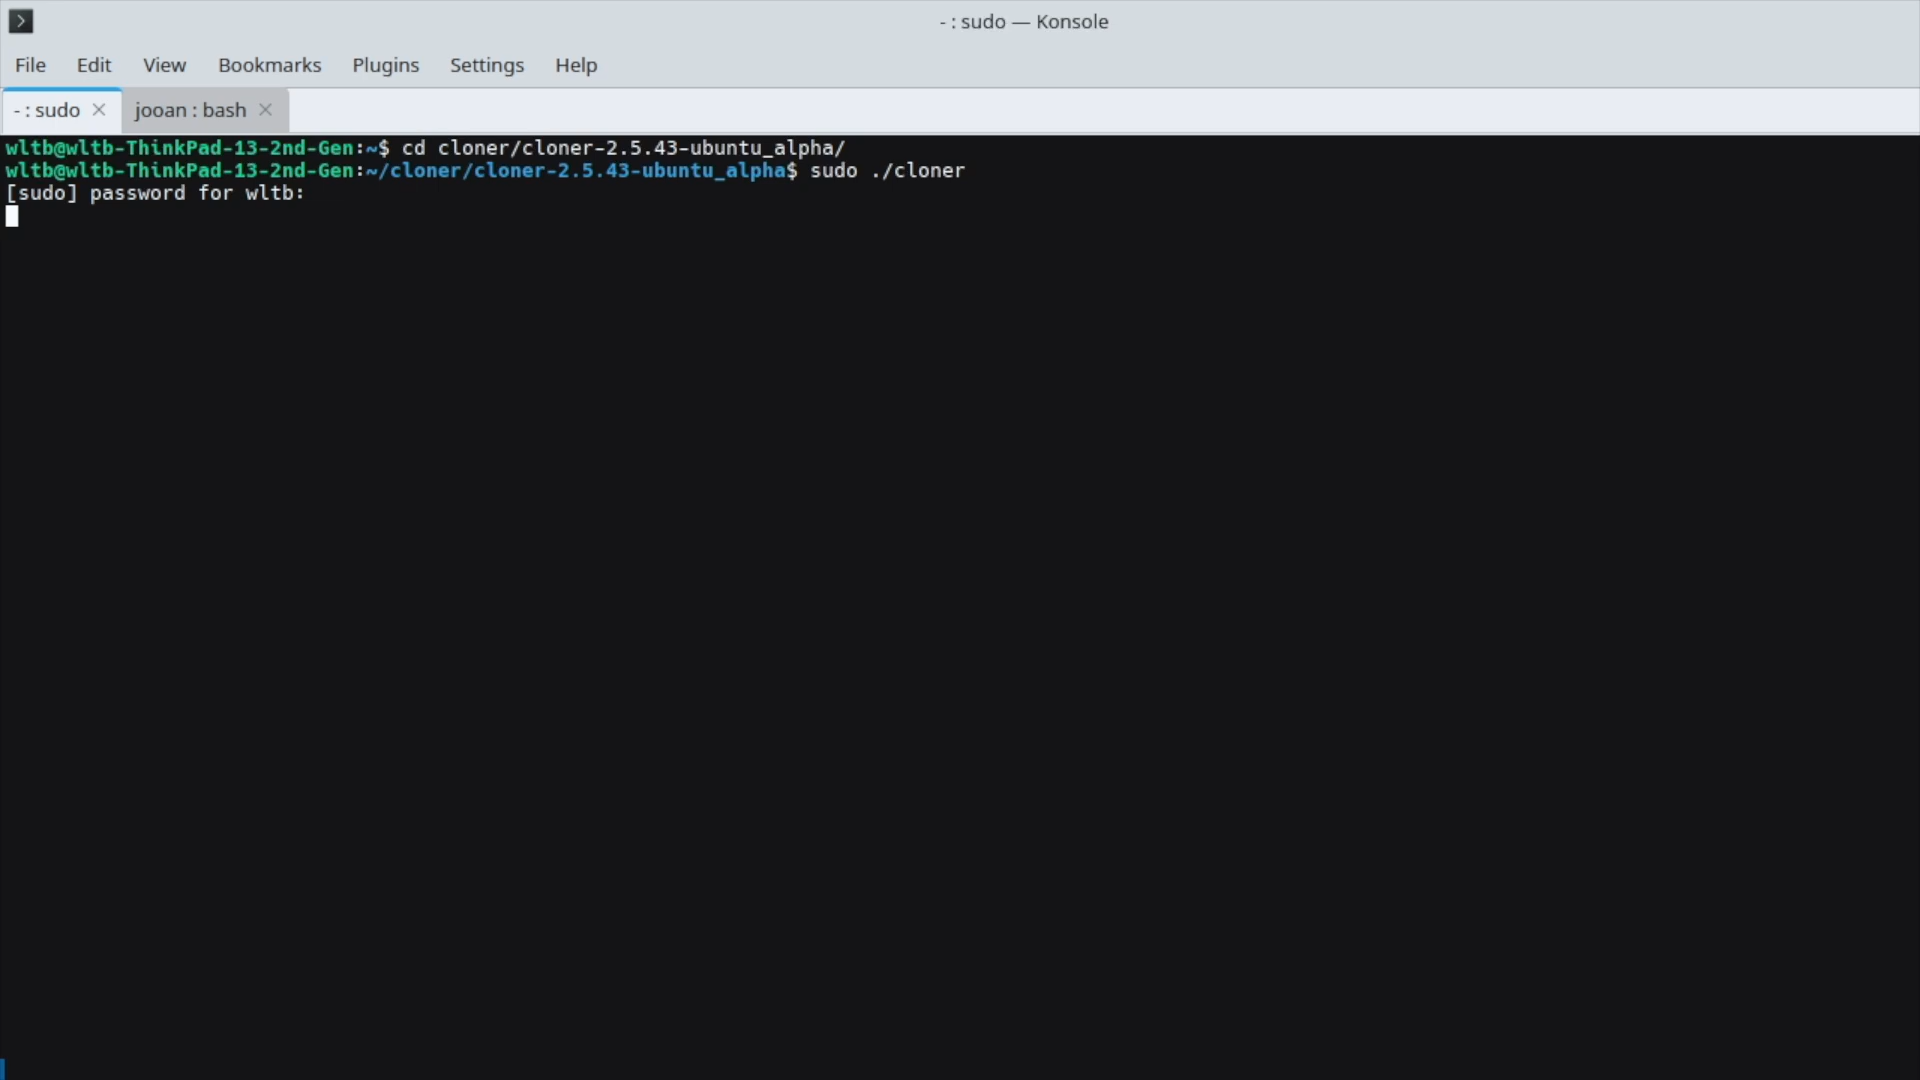 - : sudo — Konsole
File Edit View Bookmarks Plugins Settings Help
- : sudo jooan : bash
wltb@wltb-ThinkPad-13-2nd-Gen:~$ cd cloner/cloner-2.5.43-ubuntu_alpha/
wltb@wltb-ThinkPad-13-2nd-Gen:~/cloner/cloner-2.5.43-ubuntu_alpha$ sudo ./cloner
[sudo] password for wltb: